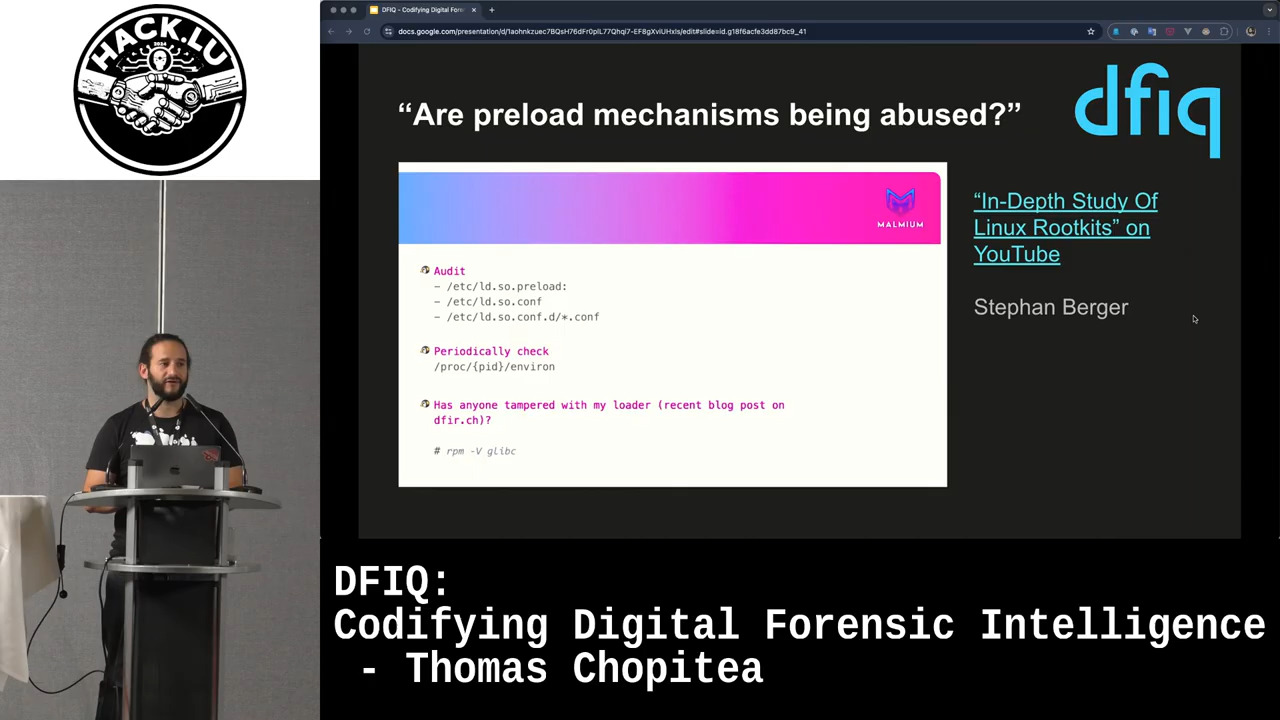 HACK.LU
2024
DFIQ - Codifying Digital Foren
docs.google.com/presentation/d/1aohnkzuec7BQsH76dFr0plL77Qhqi7-EF8gXviUHxls/edit#slide=id.g18f6acfe3dd87bc9_41
“Are preload mechanisms being abused?”
dfiq
MALMIUM
Audit
- /etc/ld.so.preload:
- /etc/ld.so.conf
- /etc/ld.so.conf.d/*.conf
Periodically check
/proc/{pid}/environ
Has anyone tampered with my loader (recent blog post on
dfir.ch)?
# rpm -V glibc
“In-Depth Study Of
Linux Rootkits” on
YouTube
Stephan Berger
DFIQ:
Codifying Digital Forensic Intelligence
- Thomas Chopitea